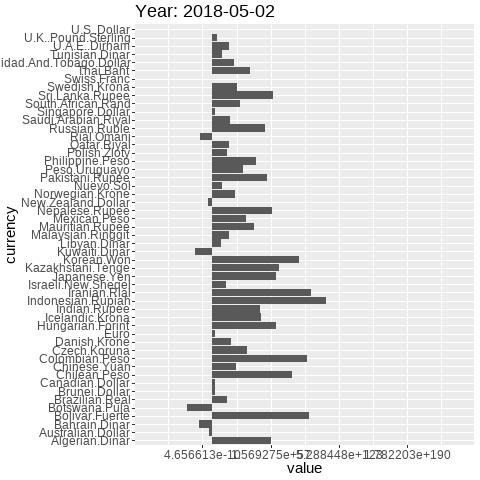 Year: 2018-05-02
U.S..Dollar
U.K..Pound.Sterling
U.A.E..Dirham
Tunisian.Dinar
idad.And.Tobago.Dollar
Thai.Baht
Swiss.Franc
Swedish.Krona
Sri.Lanka.Rupee
South.African.Rand
Singapore.Dollar
Saudi.Arabian.Riyal
Russian.Ruble
Rial.Omani
Qatar.Riyal
Polish.Zloty
Philippine.Peso
Peso.Uruguayo
Pakistani.Rupee
Nuevo.Sol
Norwegian.Krone
New.Zealand.Dollar
Nepalese.Rupee
Mexican.Peso
Mauritian.Rupee
Malaysian.Ringgit
Libyan.Dinar
Kuwaiti.Dinar
Korean.Won
Kazakhstani.Tenge
Japanese.Yen
Israeli.New.Sheqel
Iranian.Rial
Indonesian.Rupiah
Indian.Rupee
Icelandic.Krona
Hungarian.Forint
Euro
Danish.Krone
Czech.Koruna
Colombian.Peso
Chinese.Yuan
Chilean.Peso
Canadian.Dollar
Brunei.Dollar
Brazilian.Real
Botswana.Pula
Bolivar.Fuerte
Bahrain.Dinar
Australian.Dollar
Algerian.Dinar
currency
value